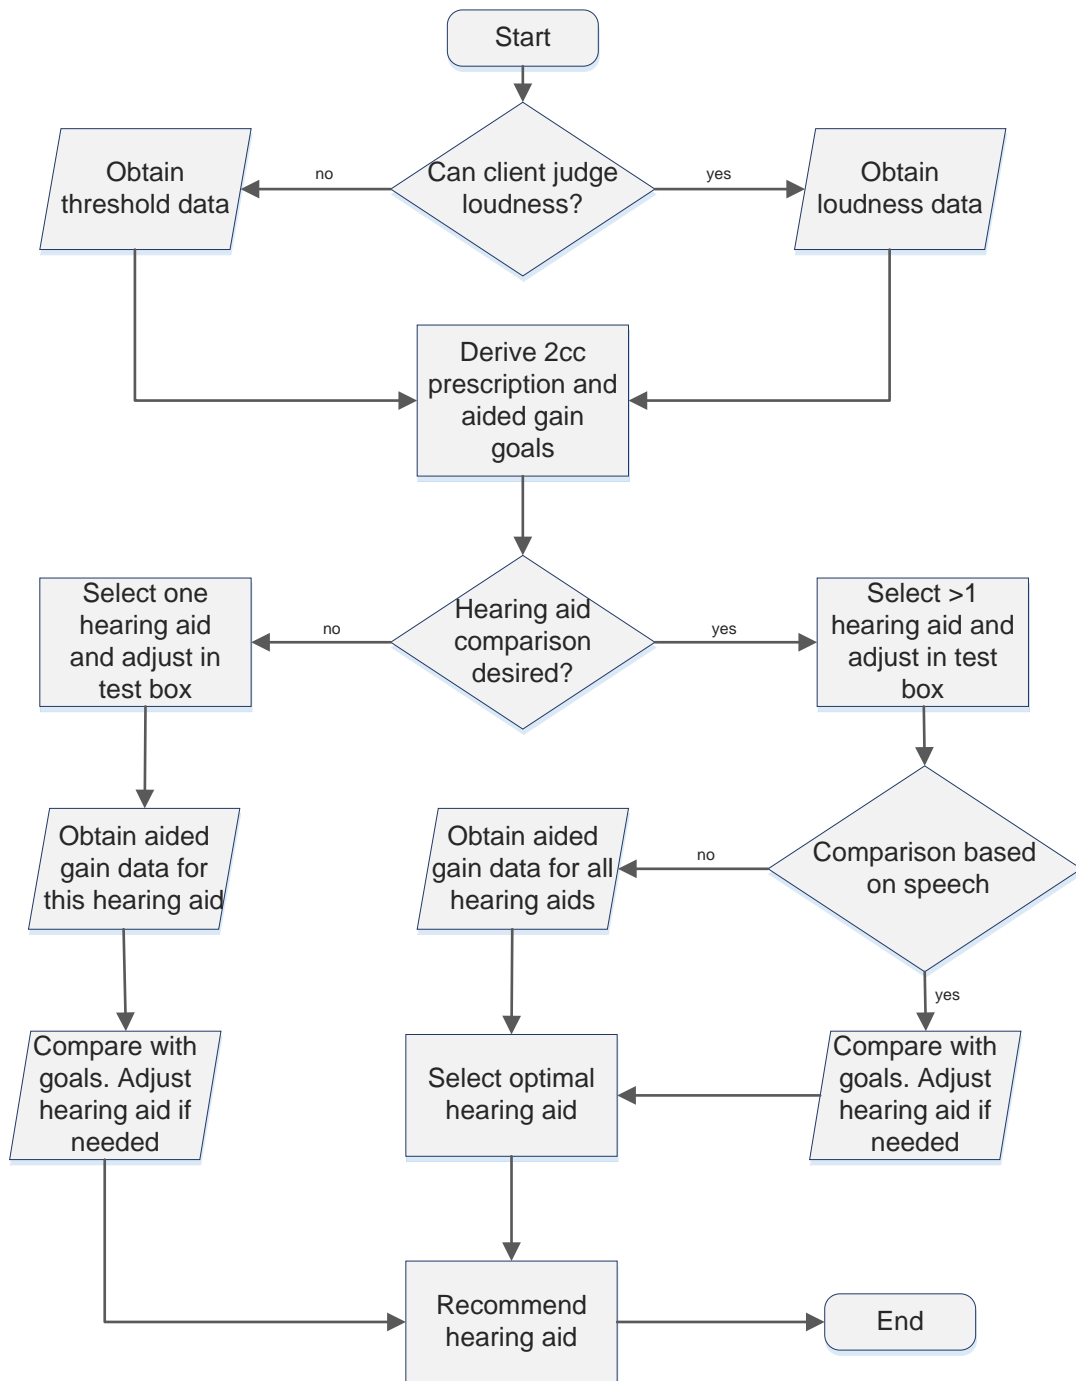 Start
Can client judge
loudness?
no
yes
Obtain
threshold data
Obtain
loudness data
Derive 2cc
prescription and
aided gain
goals
Hearing aid
comparison
desired?
no
yes
Select one
hearing aid
and adjust in
test box
Select >1
hearing aid and
adjust in test
box
Obtain aided
gain data for
this hearing aid
Obtain aided
gain data for all
hearing aids
no
Comparison based
on speech
yes
Compare with
goals. Adjust
hearing aid if
needed
Select optimal
hearing aid
Compare with
goals. Adjust
hearing aid if
needed
Recommend
hearing aid
End